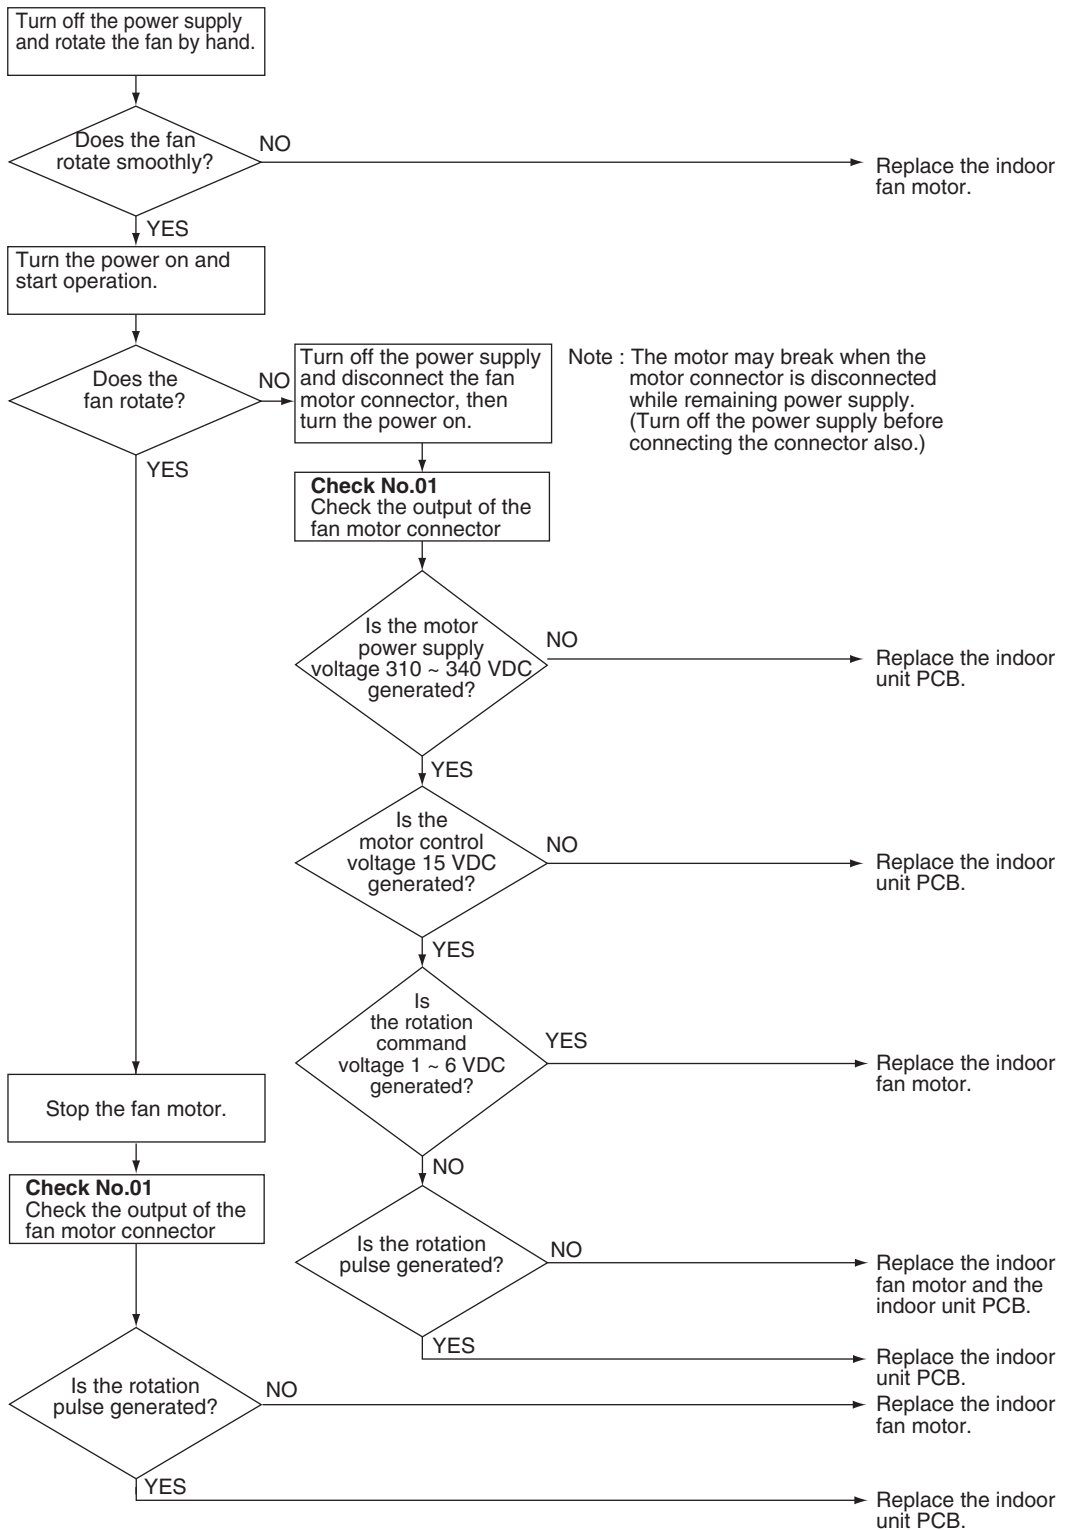 Turn off the power supply
and rotate the fan by hand.
Does the fan
rotate smoothly?
NO
Replace the indoor
fan motor.
YES
Turn the power on and
start operation.
Does the
fan rotate?
NO
Turn off the power supply
and disconnect the fan
motor connector, then
turn the power on.
Note : The motor may break when the
motor connector is disconnected
while remaining power supply.
(Turn off the power supply before
connecting the connector also.)
YES
Check No.01
Check the output of the
fan motor connector
Is the motor
power supply
voltage 310 ~ 340 VDC
generated?
NO
Replace the indoor
unit PCB.
YES
Is the
motor control
voltage 15 VDC
generated?
NO
Replace the indoor
unit PCB.
YES
Is
the rotation
command
voltage 1 ~ 6 VDC
generated?
YES
Replace the indoor
fan motor.
NO
Stop the fan motor.
Check No.01
Check the output of the
fan motor connector
Is the rotation
pulse generated?
NO
Replace the indoor
fan motor and the
indoor unit PCB.
YES
Replace the indoor
unit PCB.
Is the rotation
pulse generated?
NO
Replace the indoor
fan motor.
YES
Replace the indoor
unit PCB.